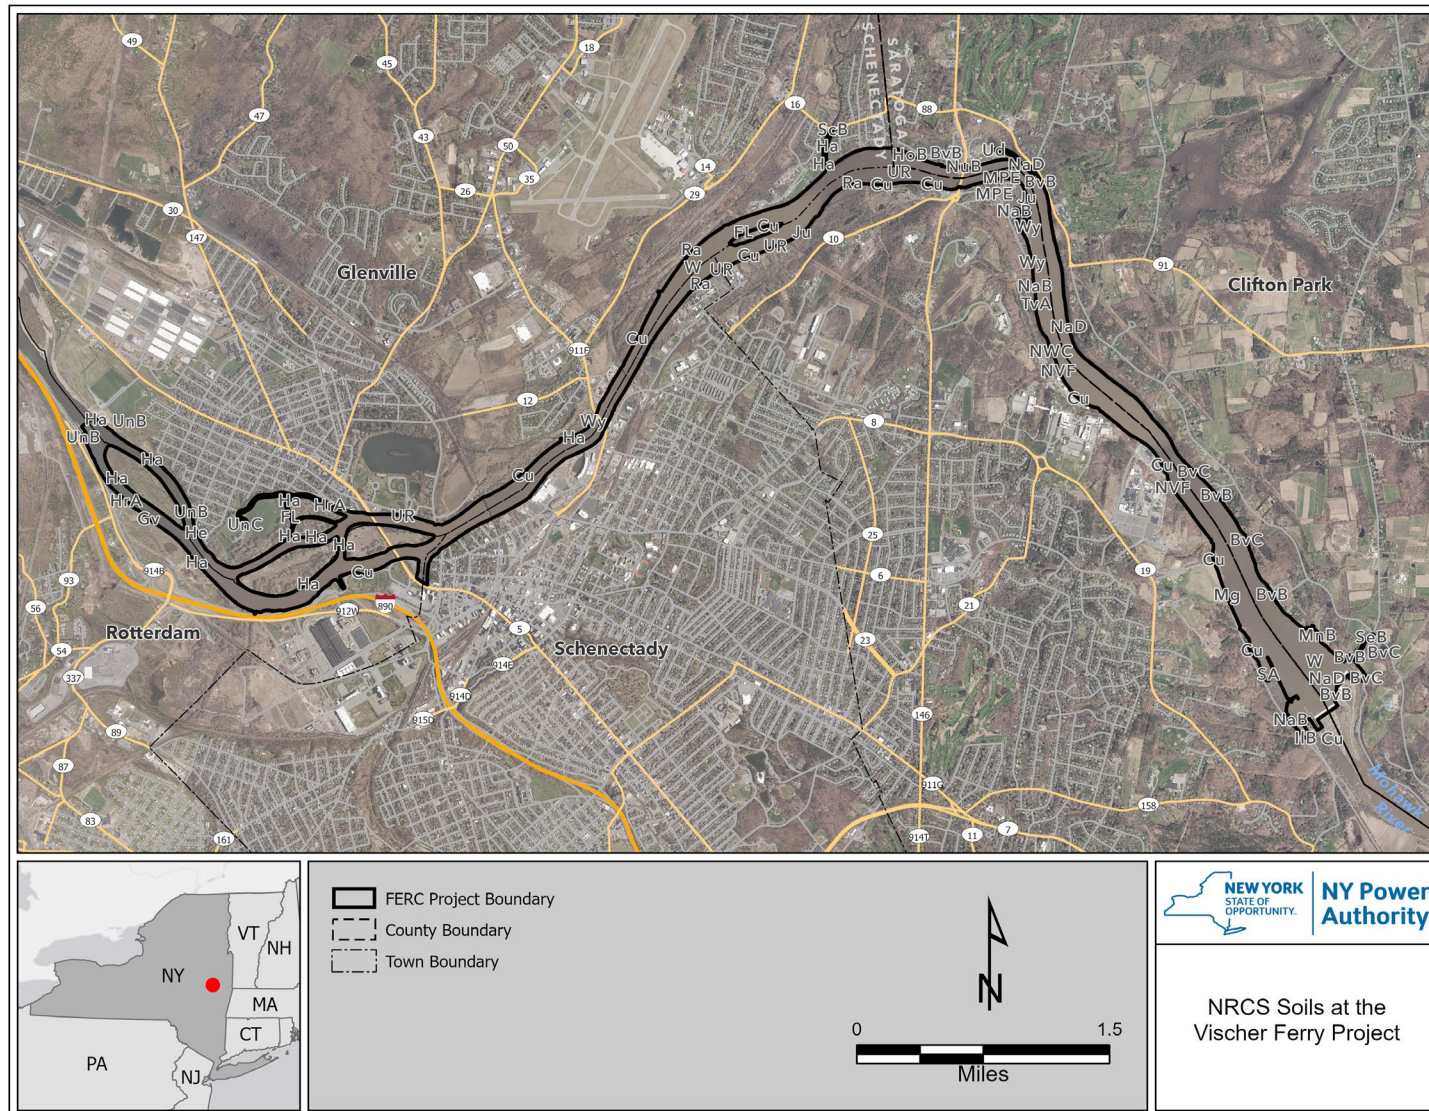 49
18
45
47
43
16
88
SCHENECTADY
SARATOGA
50
35
14
26
29
30
147
Glenville
ScB
Ha
Ha
HoB
BvB
Ud
NuB
NaD
UR
MPE
BvB
Ra
Cu
Cu
MPE
Ju
NaB
Wy
FL
Cu
Ju
UR
10
Ra
Cu
W
UR
Ra
Wy
91
Clifton Park
NaB
TvA
NaD
Cu
NWC
911F
NVF
12
Cu
8
Ha
UnB
Wy
UnB
Ha
Ha
Cu
Cu
BvC
Ha
NVF
BvB
HrA
Ha
HrA
Gv
UnB
FL
UR
UnC
He
Ha
Ha
25
BvC
Ha
Ha
Cu
Cu
914B
93
Ha
6
19
56
912W
890
21
Mg
BvB
Rotterdam
5
23
MnB
SeB
54
Schenectady
Cu
W
BvB
BvC
337
914E
SA
NaD
BvC
914D
BvB
915D
146
NaB
89
IIB
Cu
87
911G
Mohawk
River
83
161
158
914T
11
7
VT
NH
NY
MA
CT
PA
NJ
FERC Project Boundary
County Boundary
Town Boundary
N
0
1.5
Miles
NEW YORK
STATE OF
OPPORTUNITY.
NY Power
Authority
NRCS Soils at the
Vischer Ferry Project